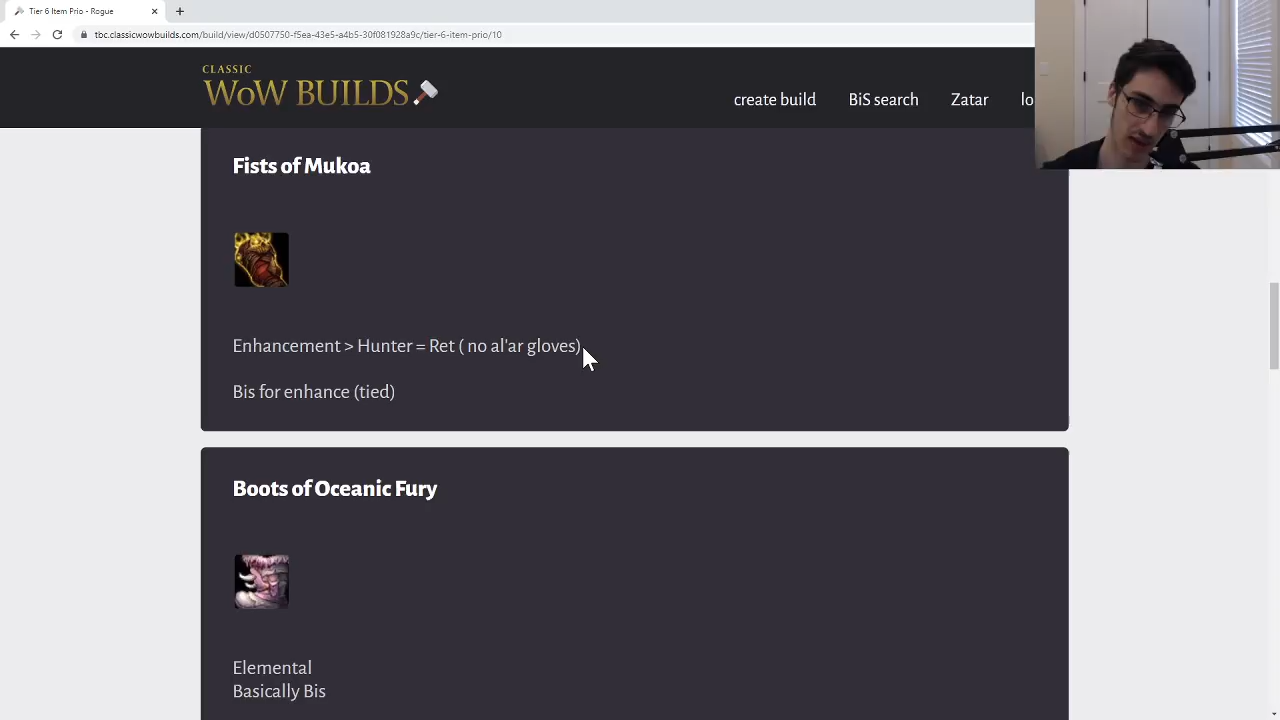 Tier 6 Item Prio - Rogue
tbc.classicwowbuilds.com/build/view/d0507750-f5ea-43e5-a4b5-30f081928a9c/tier-6-item-prio/10
CLASSIC
WOW BUILDS
create build BiS search Zatar lo
Fists of Mukoa
Enhancement > Hunter = Ret ( no al'ar gloves)
Bis for enhance (tied)
Boots of Oceanic Fury
Elemental
Basically Bis